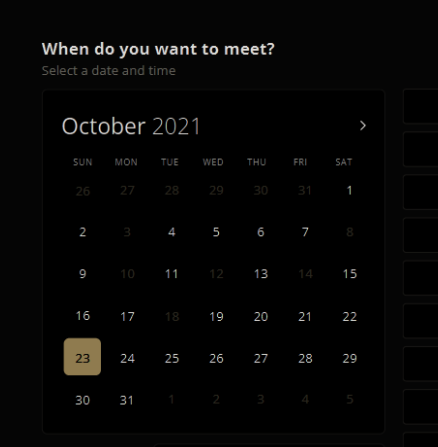 When do you want to meet?
Select a date and time
October 2021
SUN MON TUE WED THU FRI SAT
26 27 28 29 30 31 1
2 3 4 5 6 7 8
9 10 11 12 13 14 15
16 17 18 19 20 21 22
23 24 25 26 27 28 29
30 31 1 2 3 4 5